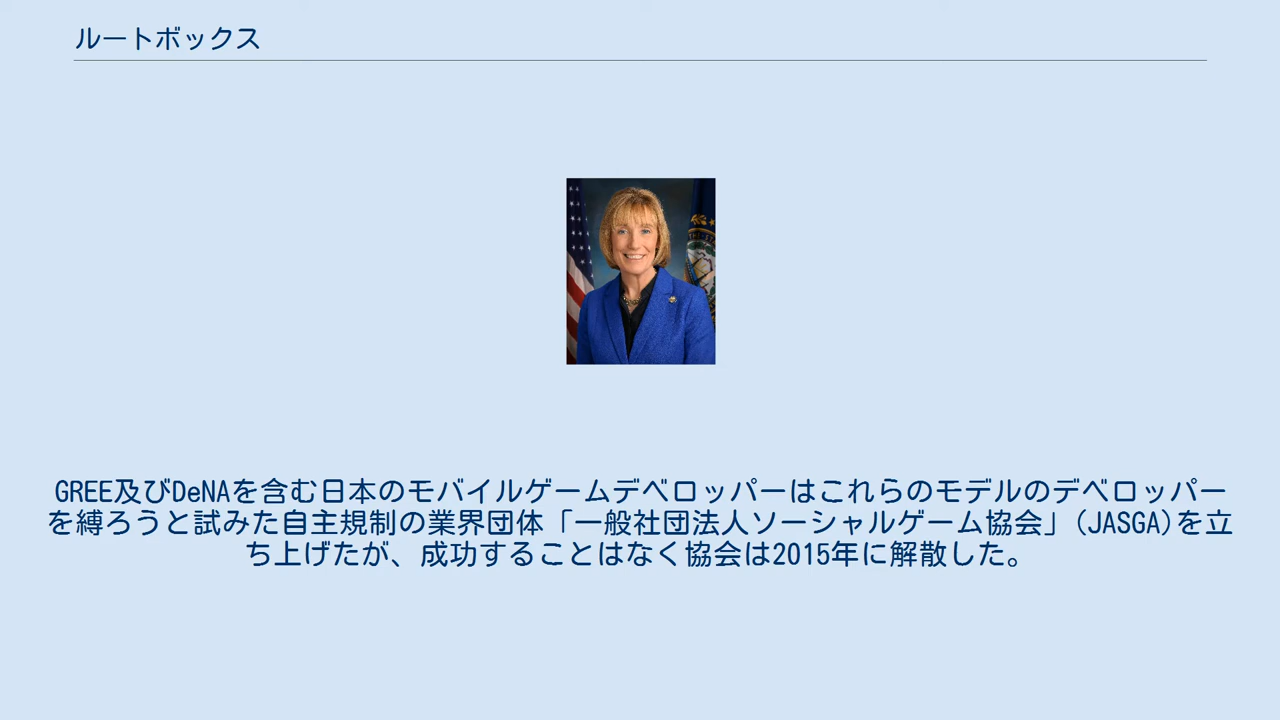 ルートボックス
GREE及びDeNAを含む日本のモバイルゲームデベロッパーはこれらのモデルのデベロッパー
を縛ろうと試みた自主規制の業界団体「一般社団法人ソーシャルゲーム協会」(JASGA)を立
ち上げたが、成功することはなく協会は2015年に解散した。